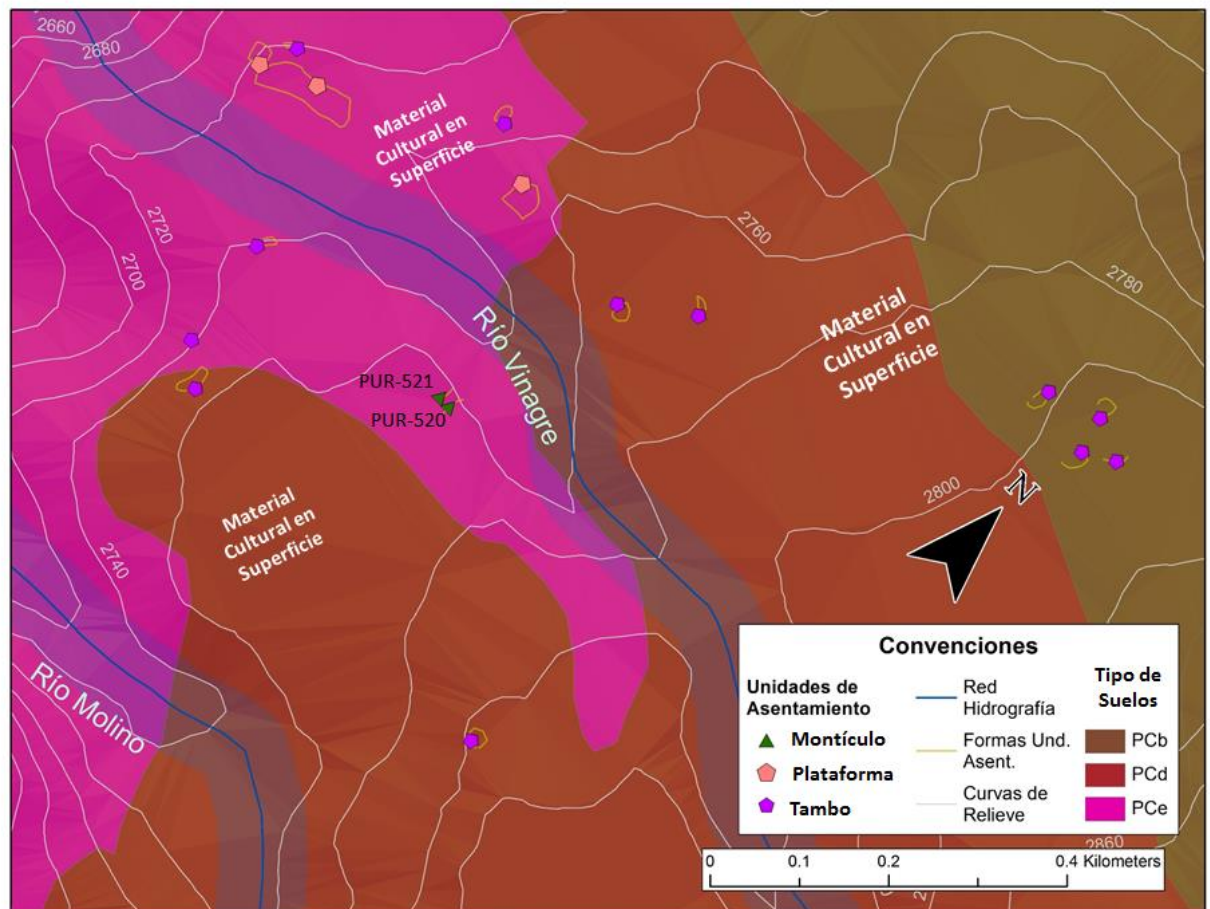 2660
2680
Material
Cultural en
Superficie
2720
2700
2760
2780
Río Vinagre
Material
Cultural en
Superficie
PUR-521
PUR-520
2800
N
Material
Cultural en
Superficie
2740
Río Molino
Convenciones
Unidades de
Asentamiento
Montículo
Plataforma
Tambo
Red
Hidrografía
Formas Und.
Asent.
Curvas de
Relieve
Tipo de
Suelos
PCb
PCd
PCe
2860
0 0.1 0.2 0.4 Kilometers